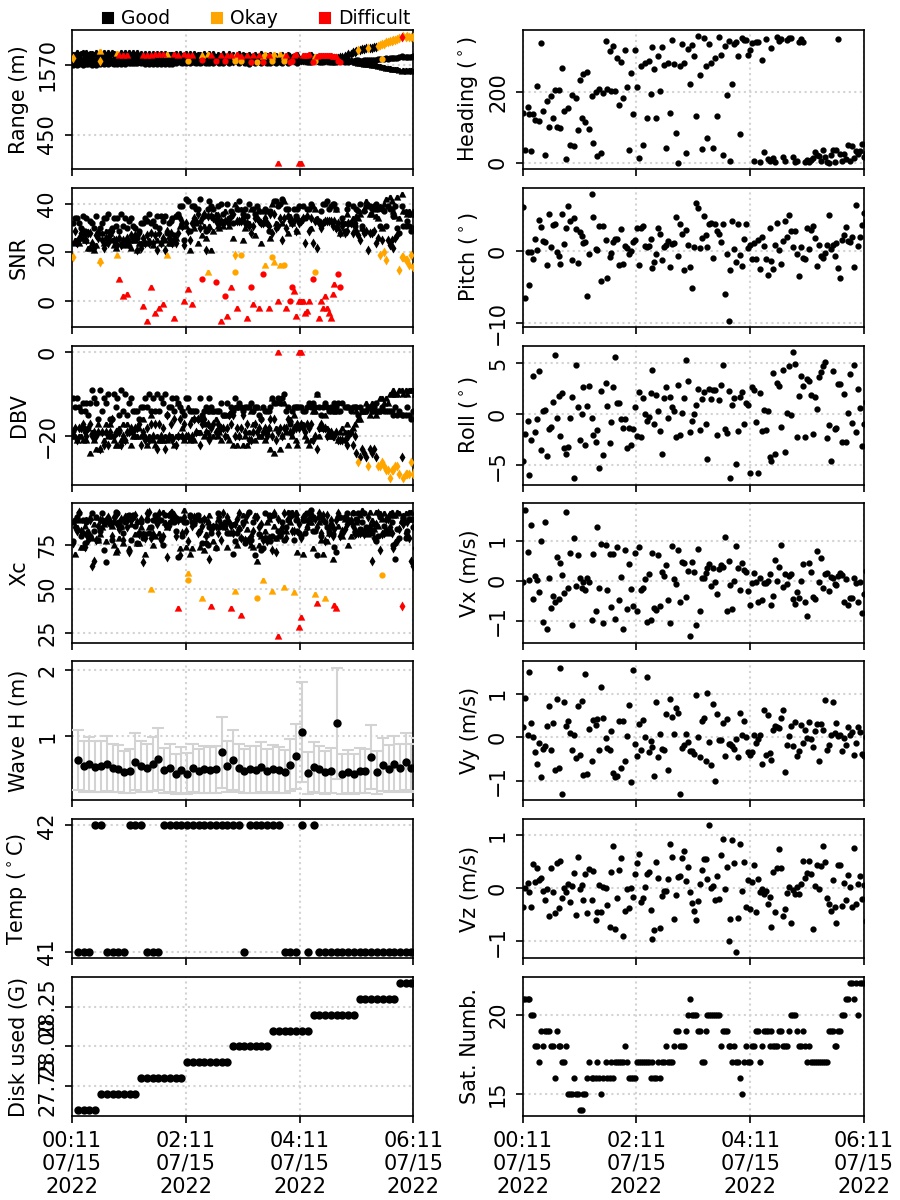 Good Okay Difficult
Range (m)
1570
450
Heading (°)
200
0
SNR
40
20
0
Pitch (°)
0
−10
DBV
0
−20
Roll (°)
5
0
−5
Xc
75
50
25
Vx (m/s)
1
0
−1
Wave H (m)
2
1
Vy (m/s)
1
0
−1
Temp (°C)
42
41
Vz (m/s)
1
0
−1
Disk used (G)
28.25
28.00
27.75
Sat. Numb.
20
15
00:11 02:11 04:11 06:11
07/15 07/15 07/15 07/15
2022 2022 2022 2022
00:11 02:11 04:11 06:11
07/15 07/15 07/15 07/15
2022 2022 2022 2022